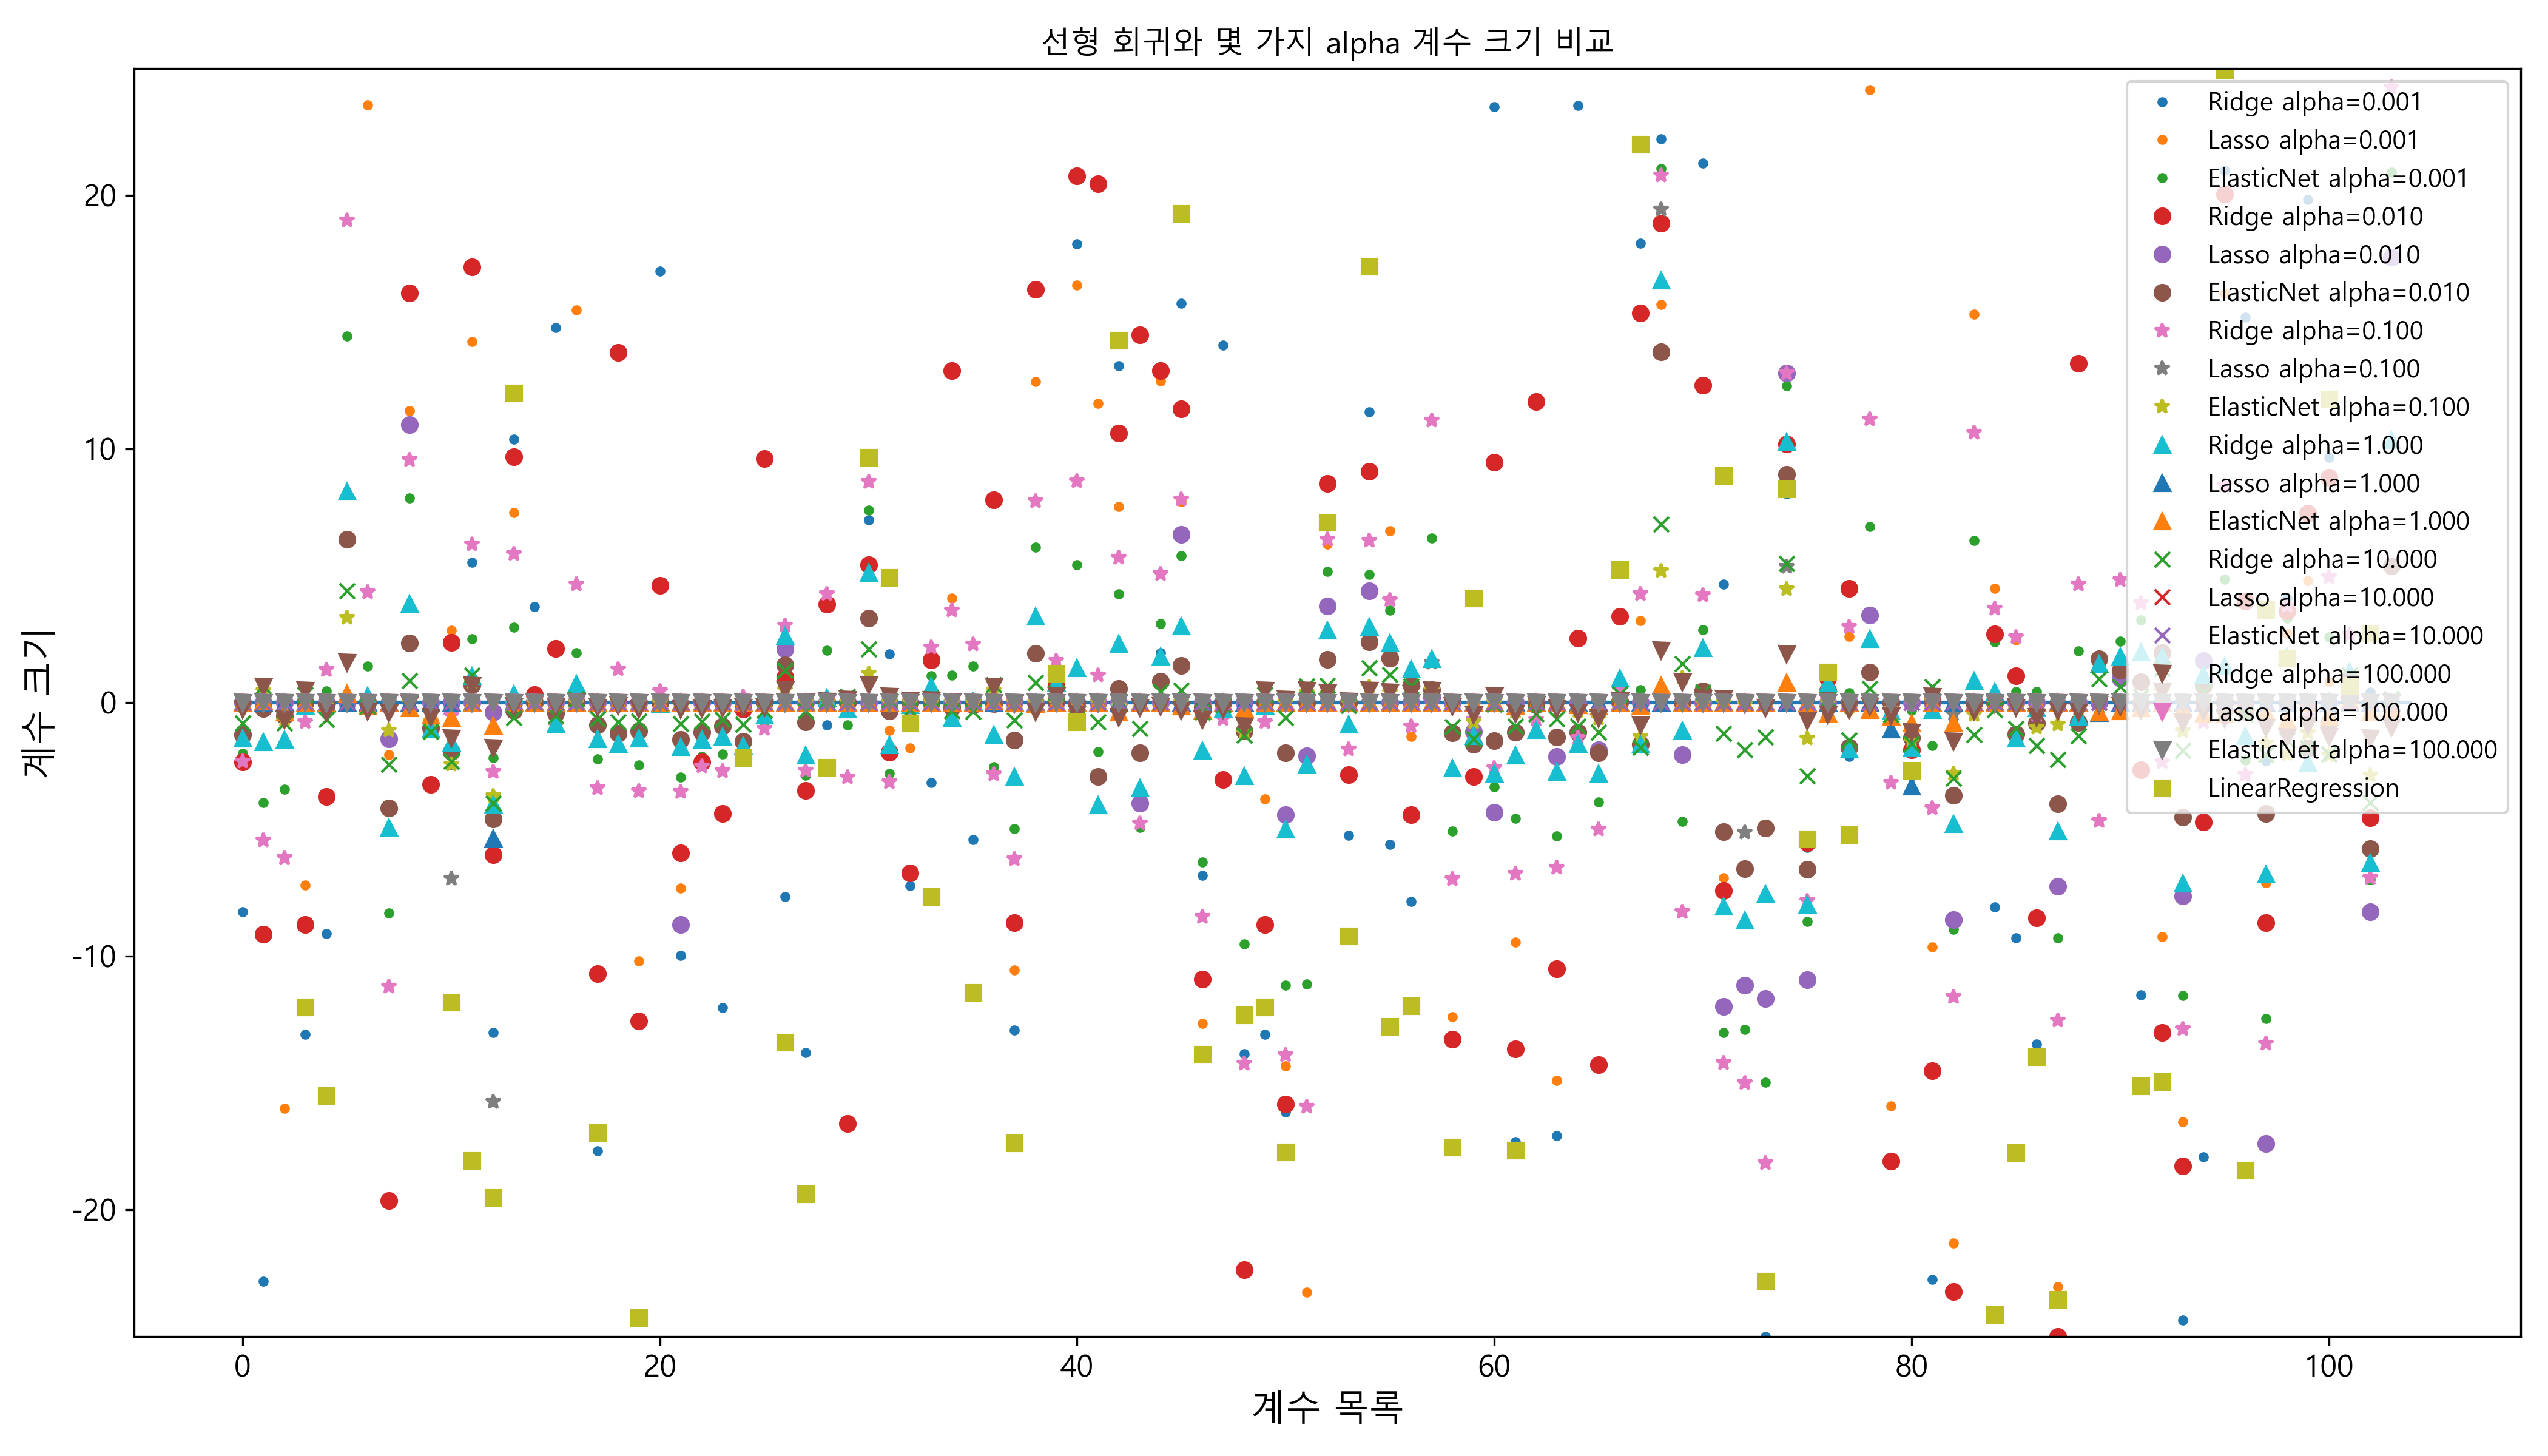 선형 회귀와 몇 가지 alpha 계수 크기 비교
계수 크기
20
10
0
-10
-20
0
20
40
60
80
100
계수 목록
Ridge alpha=0.001
Lasso alpha=0.001
ElasticNet alpha=0.001
Ridge alpha=0.010
Lasso alpha=0.010
ElasticNet alpha=0.010
Ridge alpha=0.100
Lasso alpha=0.100
ElasticNet alpha=0.100
Ridge alpha=1.000
Lasso alpha=1.000
ElasticNet alpha=1.000
Ridge alpha=10.000
Lasso alpha=10.000
ElasticNet alpha=10.000
Ridge alpha=100.000
Lasso alpha=100.000
ElasticNet alpha=100.000
LinearRegression